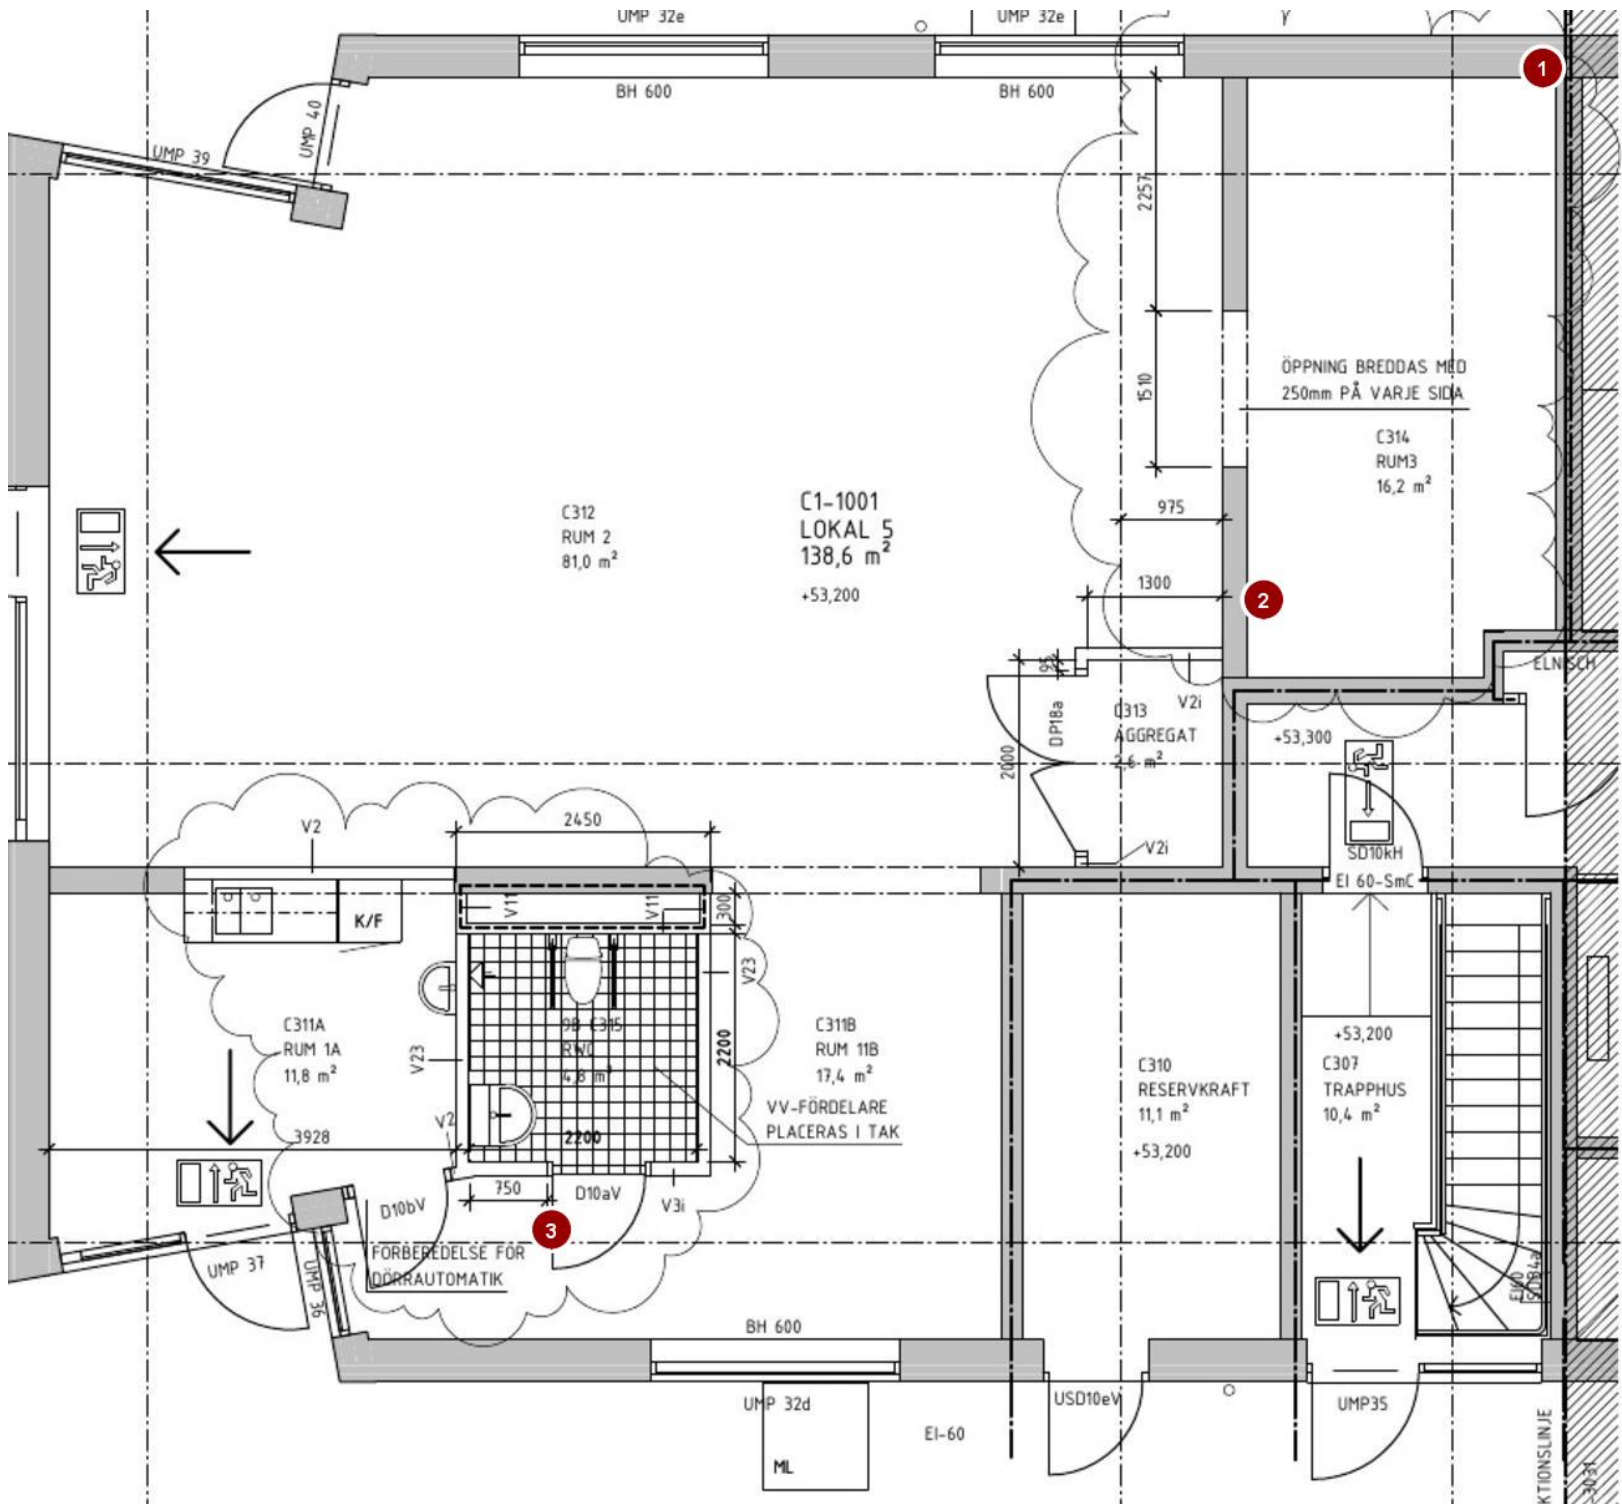 UMP 32e
UMP 32e
1
BH 600
BH 600
UMP 40
UMP 39
2257
1510
ÖPPNING BREDDAS MED
250mm PÅ VARJE SIDA
C314
RUM3
16,2 m²
C312
RUM 2
81,0 m²
C1-1001
LOKAL 5
138,6 m²
+53,200
975
1300
2
95
ELNISCH
V2i
DP18a
C313
AGGREGAT
2,6 m²
2000
+53,300
V2i
SD10kH
EI 60-SmC
V2
2450
K/F
V11
V11
300
V23
C311A
RUM 1A
11,8 m²
V23
9B C315
RWC
4,8 m²
2200
C311B
RUM 11B
17,4 m²
VV-FÖRDELARE
PLACERAS I TAK
C310
RESERVKRAFT
11,1 m²
+53,200
+53,200
C307
TRAPPHUS
10,4 m²
3928
V2
2200
750
D10aV
V3i
D10bV
3
FÖRBEREDELSE FÖR
DÖRRAUTOMATIK
UMP 37
UMP 36
EI60
BH 600
UMP 32d
ML
EI-60
USD10eV
UMP35
KTIONSLINJE